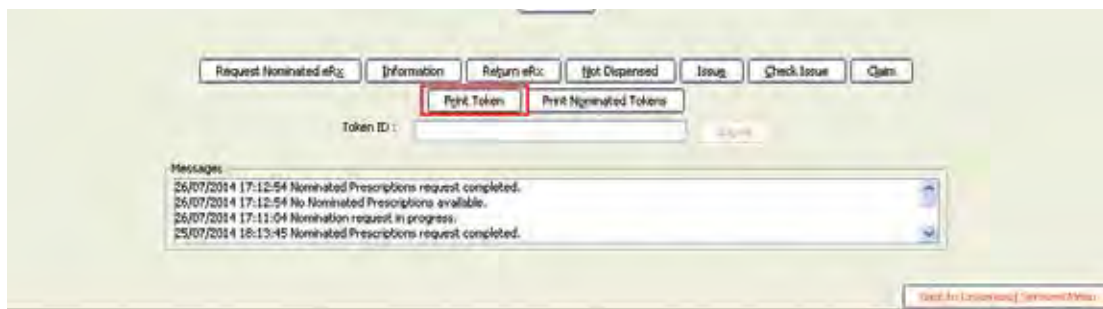 Request Nominated eRx Information Return eRx Not Dispensed Issue Check Issue Claim
Print Token Print Nominated Tokens
Token ID :
Messages
26/07/2014 17:12:54 Nominated Prescriptions request completed.
26/07/2014 17:12:54 No Nominated Prescriptions available.
26/07/2014 17:11:04 Nomination request in progress.
25/07/2014 18:13:45 Nominated Prescriptions request completed.